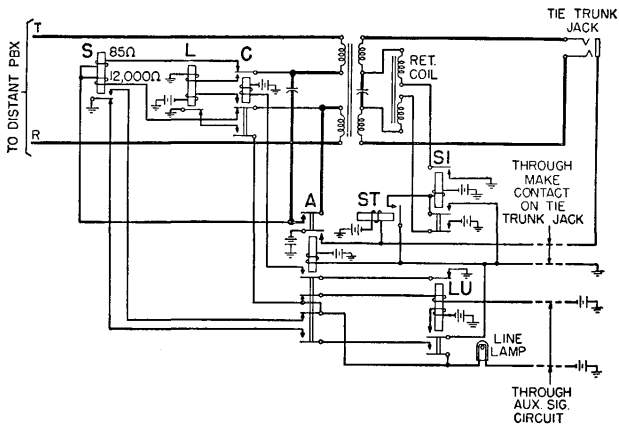 TIE TRUNK
JACK
T
S 85Ω L C
12,000Ω
RET.
COIL
TO DISTANT PBX
R
SI
A
ST
THROUGH
MAKE
CONTACT
ON TIE
TRUNK JACK
LU
LINE
LAMP
THROUGH
AUX. SIG.
CIRCUIT